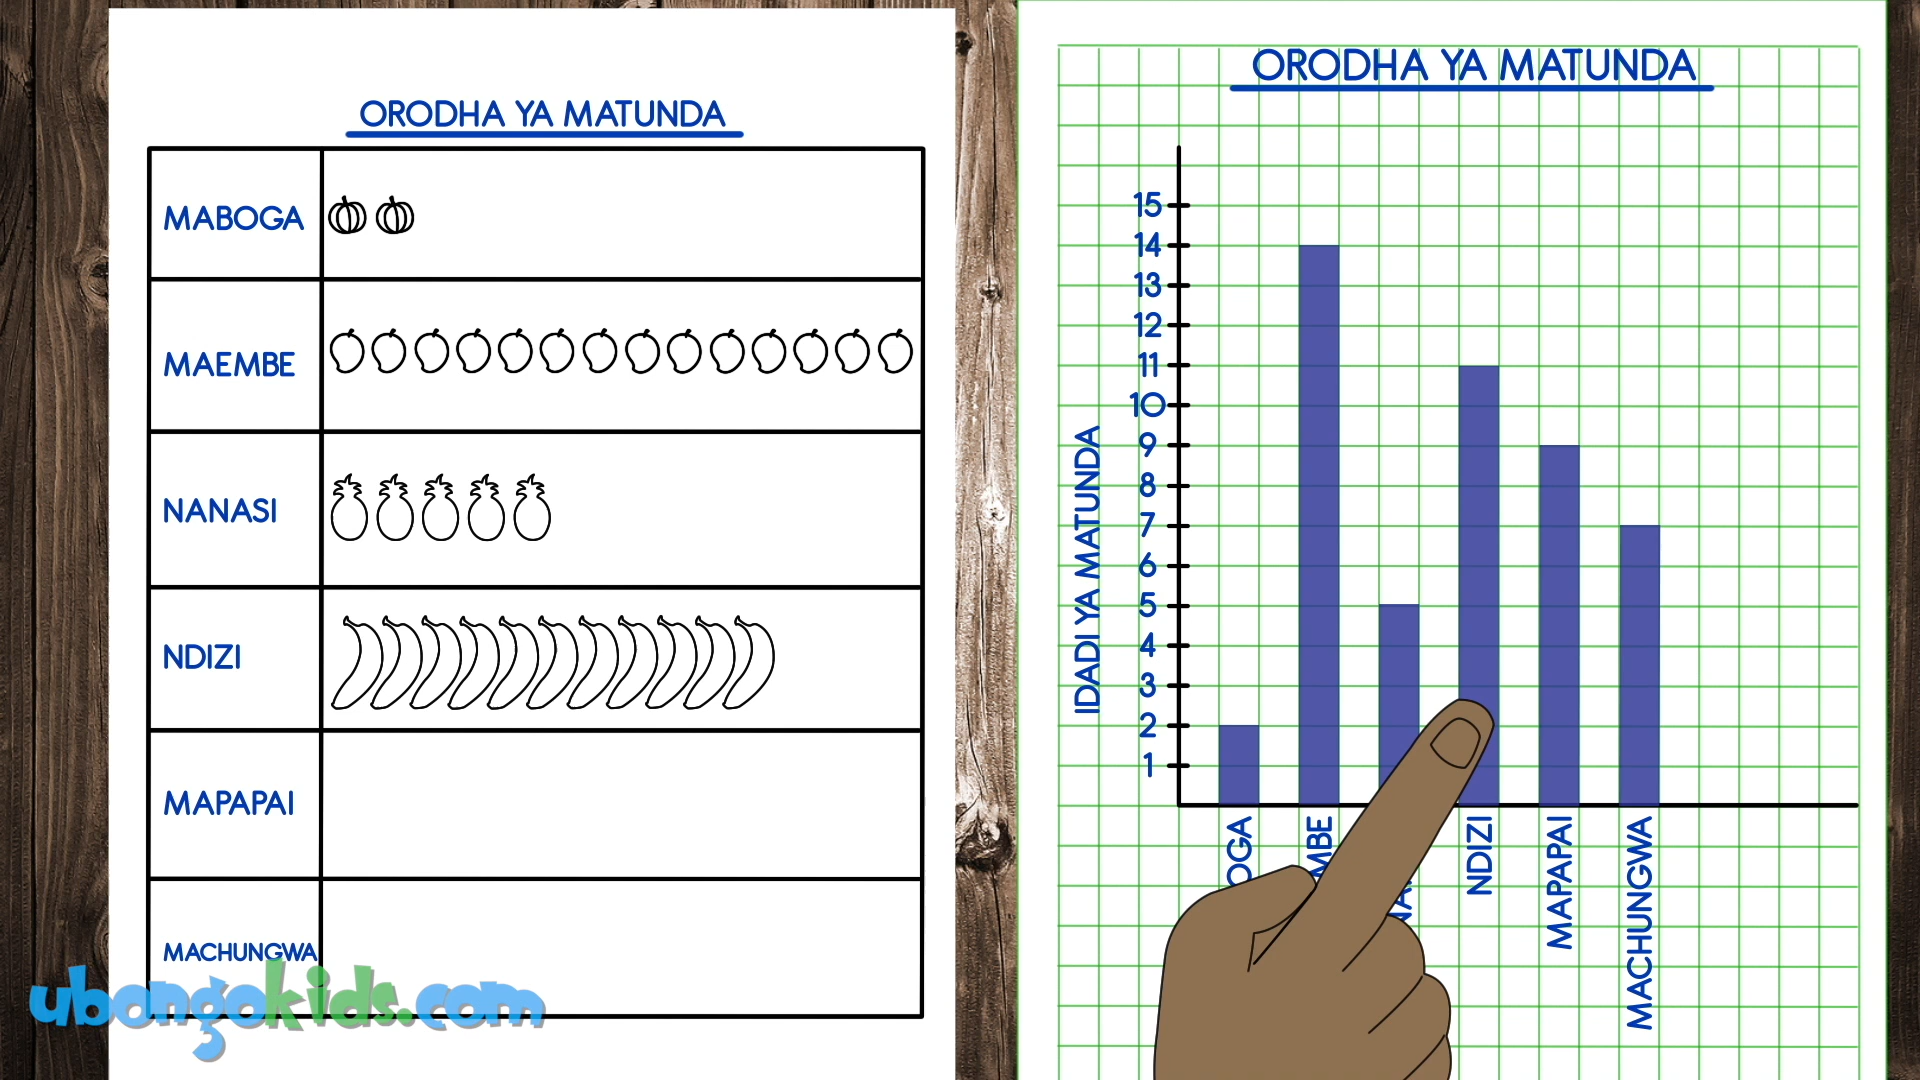 ORODHA YA MATUNDA
MABOGA
MAEMBE
NANASI
NDIZI
MAPAPAI
MACHUNGWA
ubongokids.com
ORODHA YA MATUNDA
IDADI YA MATUNDA
15
14
13
12
11
10
9
8
7
6
5
4
3
2
1
NDIZI
MAPAPAI
MACHUNGWA